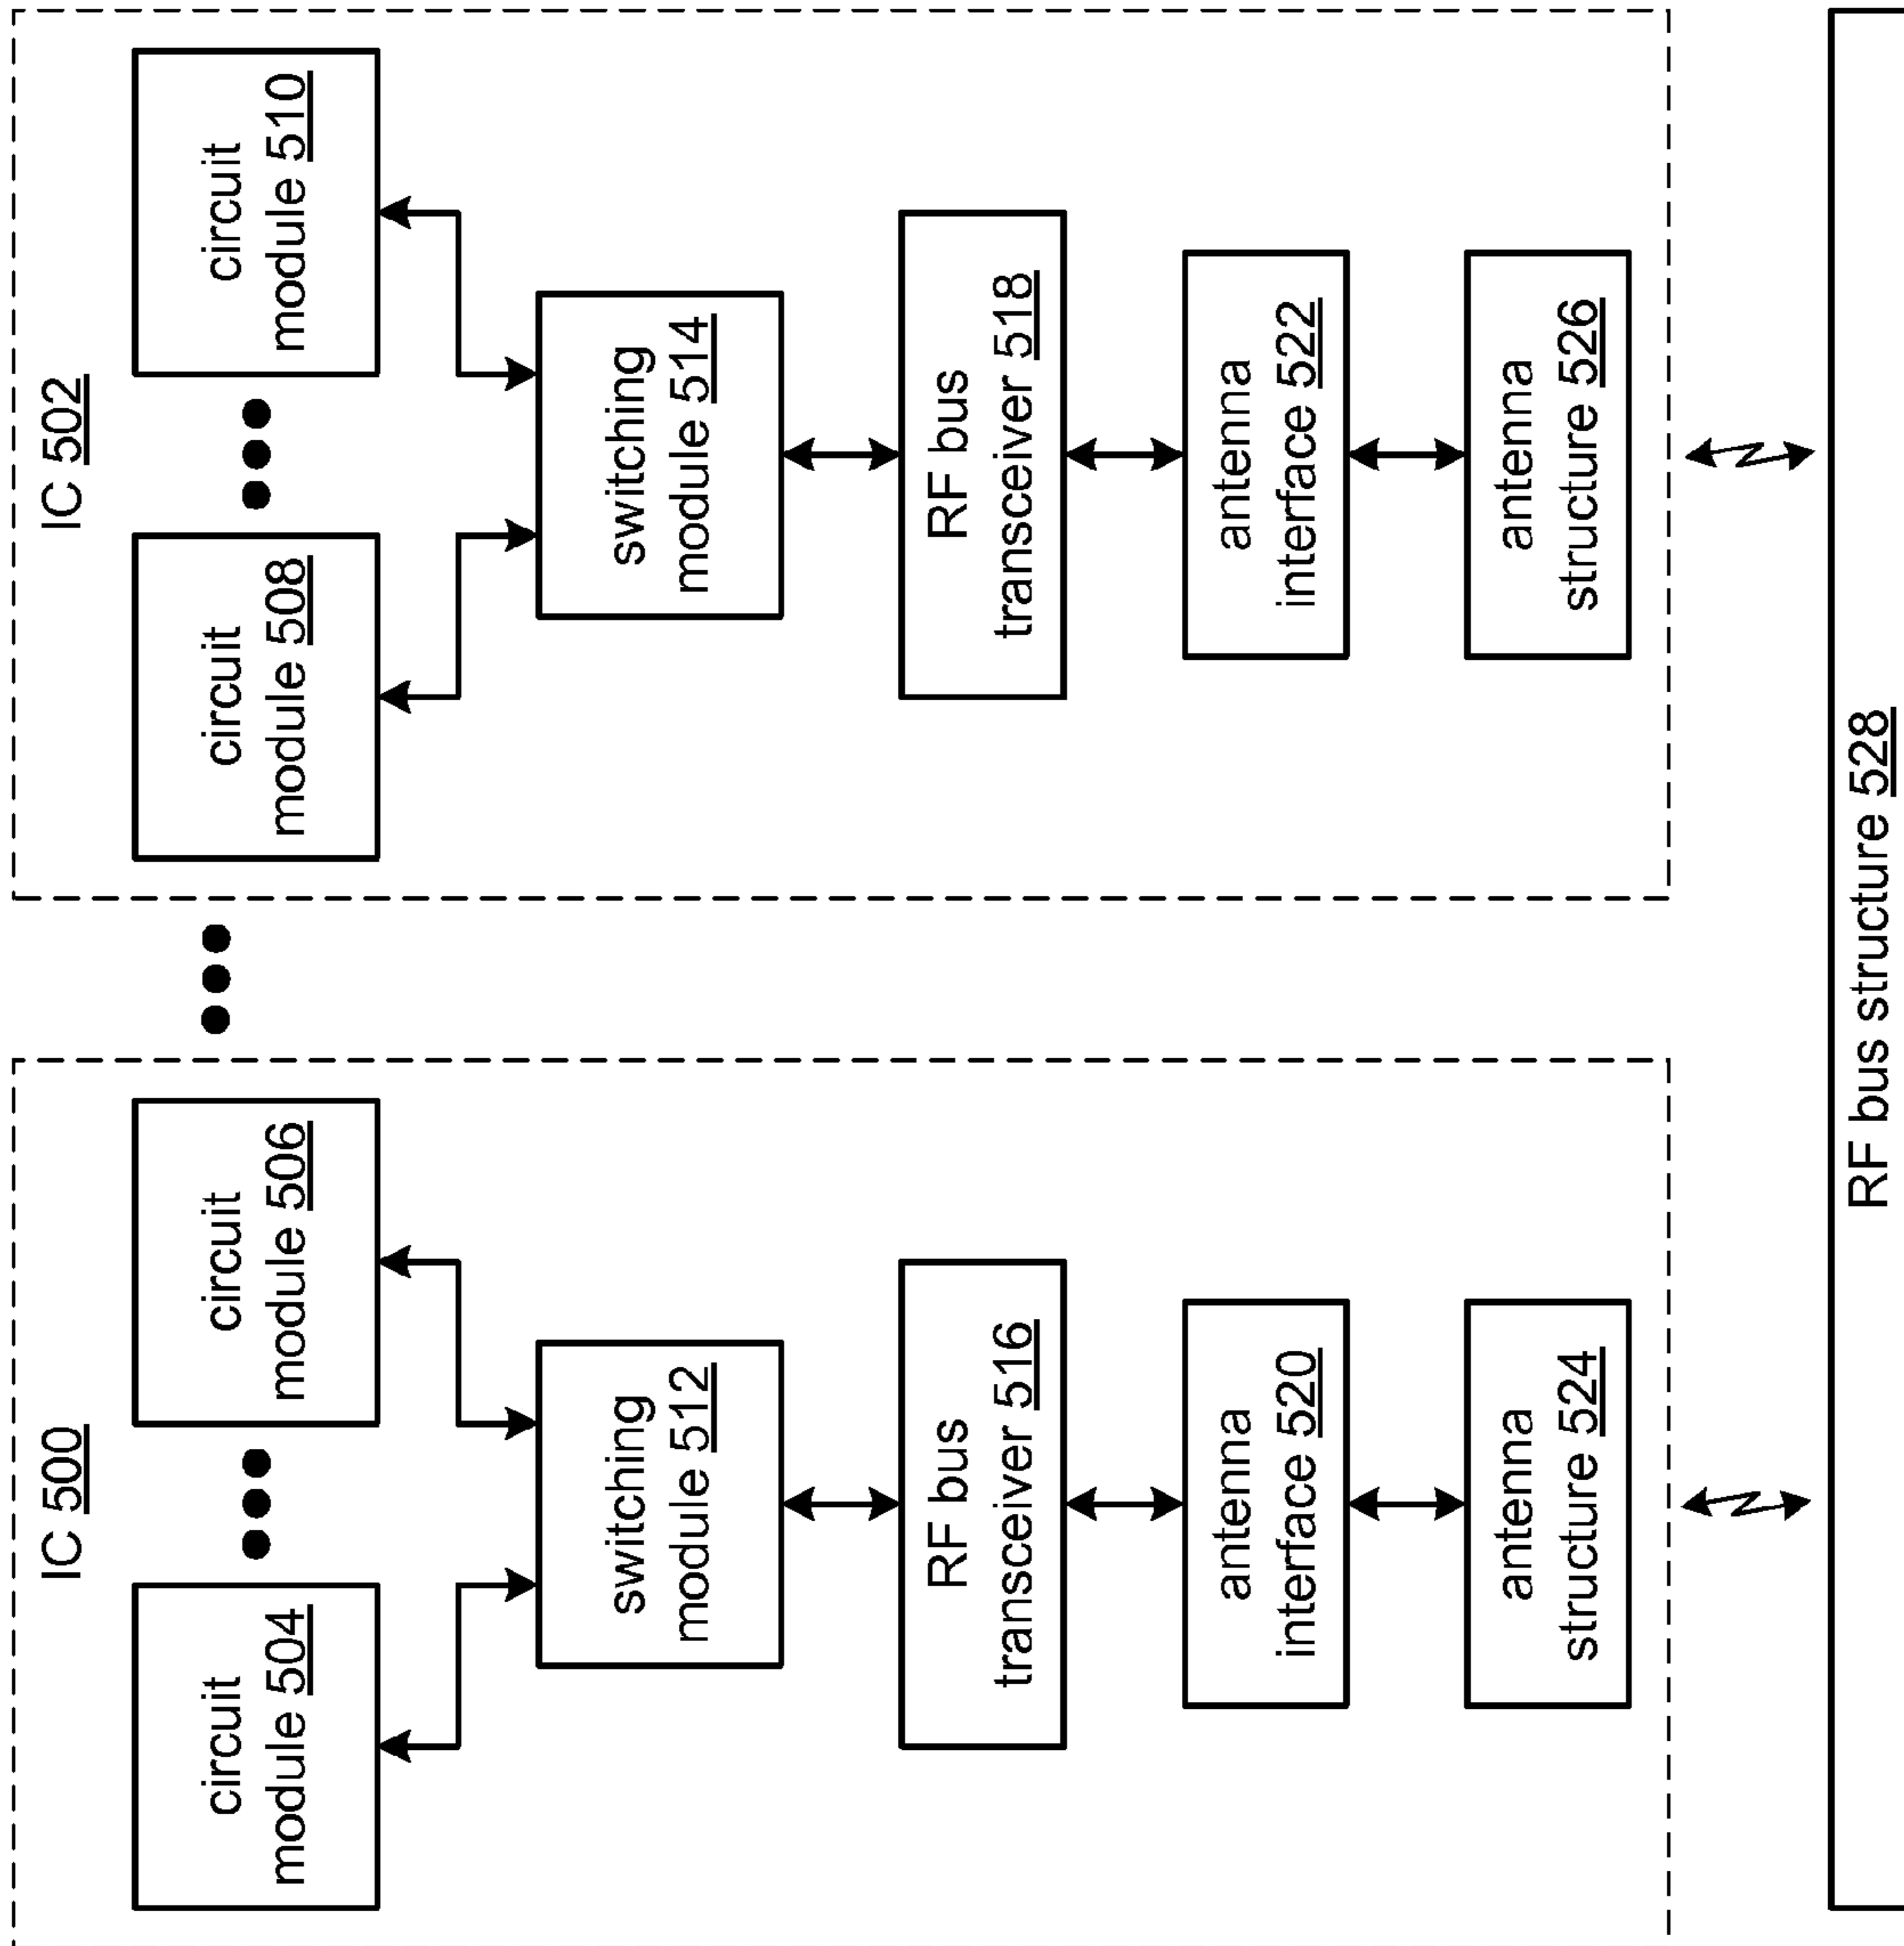 IC 500
circuit
module 504
circuit
module 506
switching
module 512
RF bus
transceiver 516
antenna
interface 520
antenna
structure 524
IC 502
circuit
module 508
circuit
module 510
switching
module 514
RF bus
transceiver 518
antenna
interface 522
antenna
structure 526
RF bus structure 528